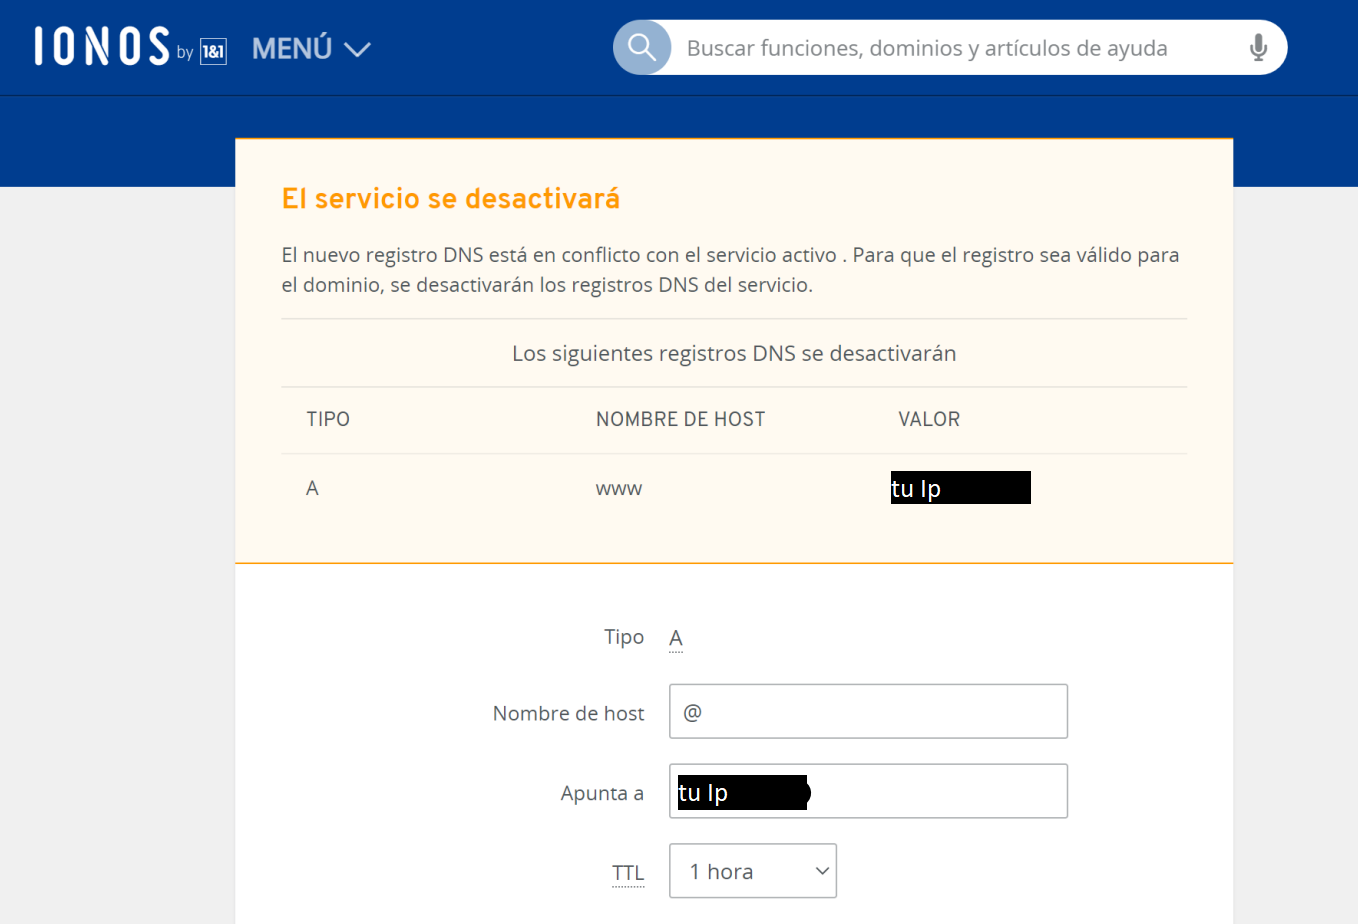 IONOS by 1&1 MENÚ Buscar funciones, dominios y artículos de ayuda
El servicio se desactivará
El nuevo registro DNS está en conflicto con el servicio activo . Para que el registro sea válido para
el dominio, se desactivarán los registros DNS del servicio.
Los siguientes registros DNS se desactivarán
TIPO NOMBRE DE HOST VALOR
A www tu Ip
Tipo A
Nombre de host @
Apunta a tu Ip
TTL 1 hora